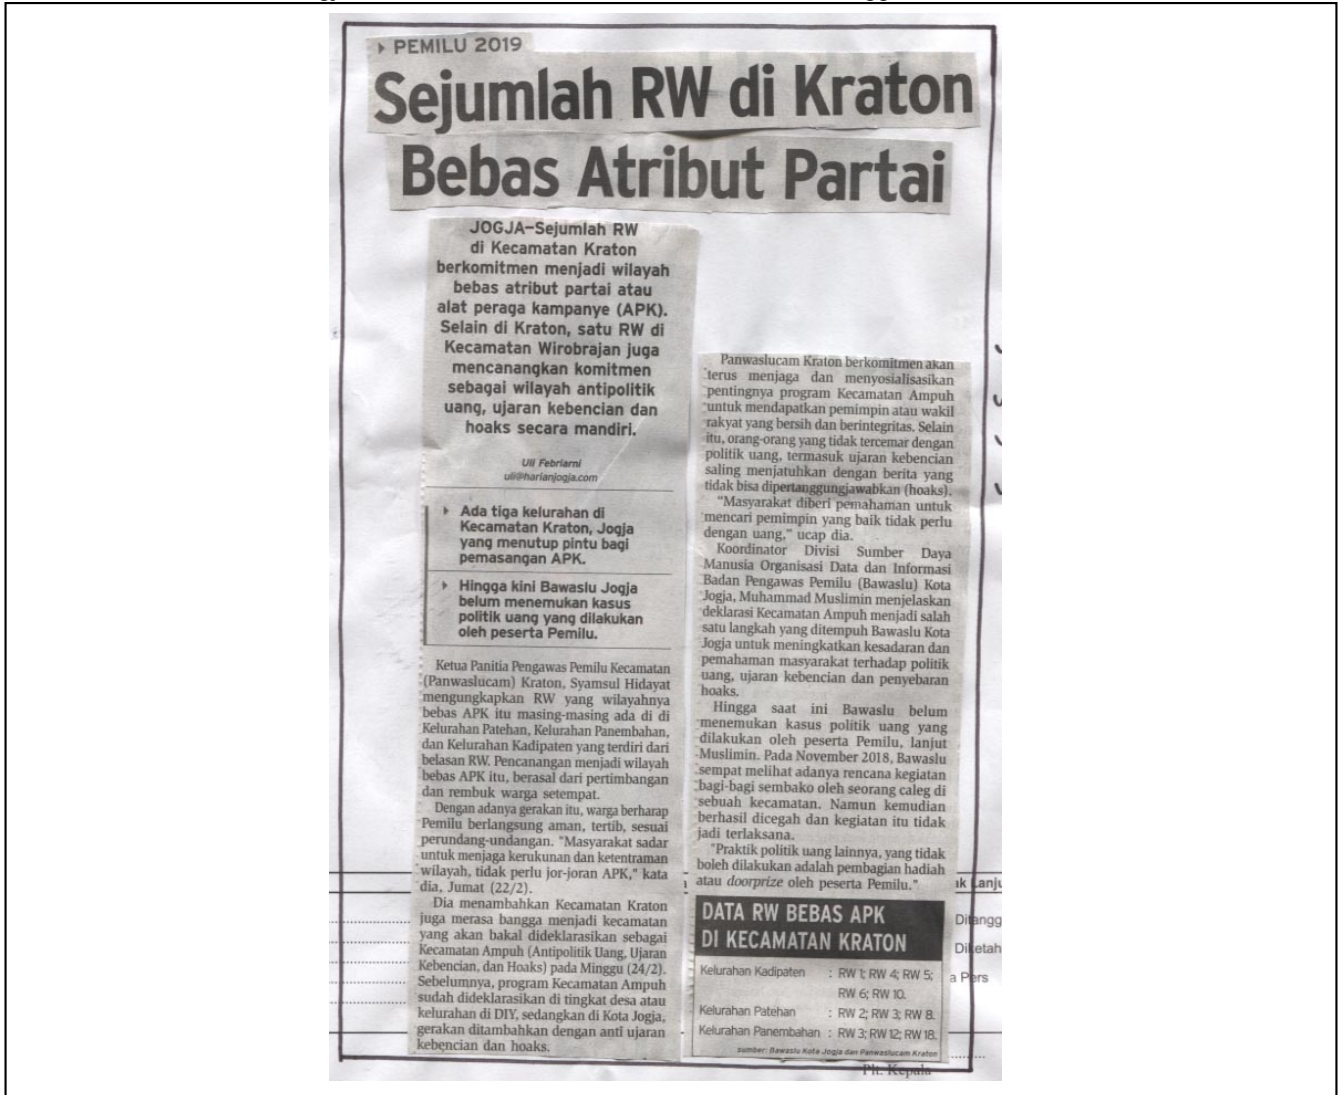 PEMILU 2019
Sejumlah RW di Kraton
Bebas Atribut Partai
JOGJA—Sejumlah RW
di Kecamatan Kraton
berkomitmen menjadi wilayah
bebas atribut partai atau
alat peraga kampanye (APK).
Selain di Kraton, satu RW di
Kecamatan Wirobrajan juga
mencanangkan komitmen
sebagai wilayah antipolitik
uang, ujaran kebencian dan
hoaks secara mandiri.
Uli Febriarni
uli@harianjogja.com
Ada tiga kelurahan di
Kecamatan Kraton, Jogja
yang menutup pintu bagi
pemasangan APK.
Hingga kini Bawaslu Jogja
belum menemukan kasus
politik uang yang dilakukan
oleh peserta Pemilu.
Ketua Panitia Pengawas Pemilu Kecamatan
(Panwaslucam) Kraton, Syamsul Hidayat
mengungkapkan RW yang wilayahnya
bebas APK itu masing-masing ada di di
Kelurahan Patehan, Kelurahan Panembahan,
dan Kelurahan Kadipaten yang terdiri dari
belasan RW. Pencanangan menjadi wilayah
bebas APK itu, berasal dari pertimbangan
dan rembuk warga setempat.
Dengan adanya gerakan itu, warga berharap
Pemilu berlangsung aman, tertib, sesuai
perundang-undangan. "Masyarakat sadar
untuk menjaga kerukunan dan ketentraman
wilayah, tidak perlu jor-joran APK," kata
dia, Jumat (22/2).
Dia menambahkan Kecamatan Kraton
juga merasa bangga menjadi kecamatan
yang akan bakal dideklarasikan sebagai
Kecamatan Ampuh (Antipolitik Uang, Ujaran
Kebencian, dan Hoaks) pada Minggu (24/2).
Sebelumnya, program Kecamatan Ampuh
sudah dideklarasikan di tingkat desa atau
kelurahan di DIY, sedangkan di Kota Jogja,
gerakan ditambahkan dengan anti ujaran
kebencian dan hoaks.
Panwaslucam Kraton berkomitmen akan
terus menjaga dan menyosialisasikan
pentingnya program Kecamatan Ampuh
untuk mendapatkan pemimpin atau wakil
rakyat yang bersih dan berintegritas. Selain
itu, orang-orang yang tidak tercemar dengan
politik uang, termasuk ujaran kebencian
saling menjatuhkan dengan berita yang
tidak bisa dipertanggungjawabkan (hoaks).
"Masyarakat diberi pemahaman untuk
mencari pemimpin yang baik tidak perlu
dengan uang," ucap dia.
Koordinator Divisi Sumber Daya
Manusia Organisasi Data dan Informasi
Badan Pengawas Pemilu (Bawaslu) Kota
Jogja, Muhammad Muslimin menjelaskan
deklarasi Kecamatan Ampuh menjadi salah
satu langkah yang ditempuh Bawaslu Kota
Jogja untuk meningkatkan kesadaran dan
pemahaman masyarakat terhadap politik
uang, ujaran kebencian dan penyebaran
hoaks.
Hingga saat ini Bawaslu belum
menemukan kasus politik uang yang
dilakukan oleh peserta Pemilu, lanjut
Muslimin. Pada November 2018, Bawaslu
sempat melihat adanya rencana kegiatan
bagi-bagi sembako oleh seorang caleg di
sebuah kecamatan. Namun kemudian
berhasil dicegah dan kegiatan itu tidak
jadi terlaksana.
"Praktik politik uang lainnya, yang tidak
boleh dilakukan adalah pembagian hadiah
atau doorprize oleh peserta Pemilu."
DATA RW BEBAS APK
DI KECAMATAN KRATON
Kelurahan Kadipaten : RW 1; RW 4; RW 5;
RW 6; RW 10.
Kelurahan Patehan : RW 2; RW 3; RW 8.
Kelurahan Panembahan : RW 3; RW 12; RW 18.
sumber: Bawaslu Kota Jogja dan Panwaslucam Kraton
Plt. Kepala